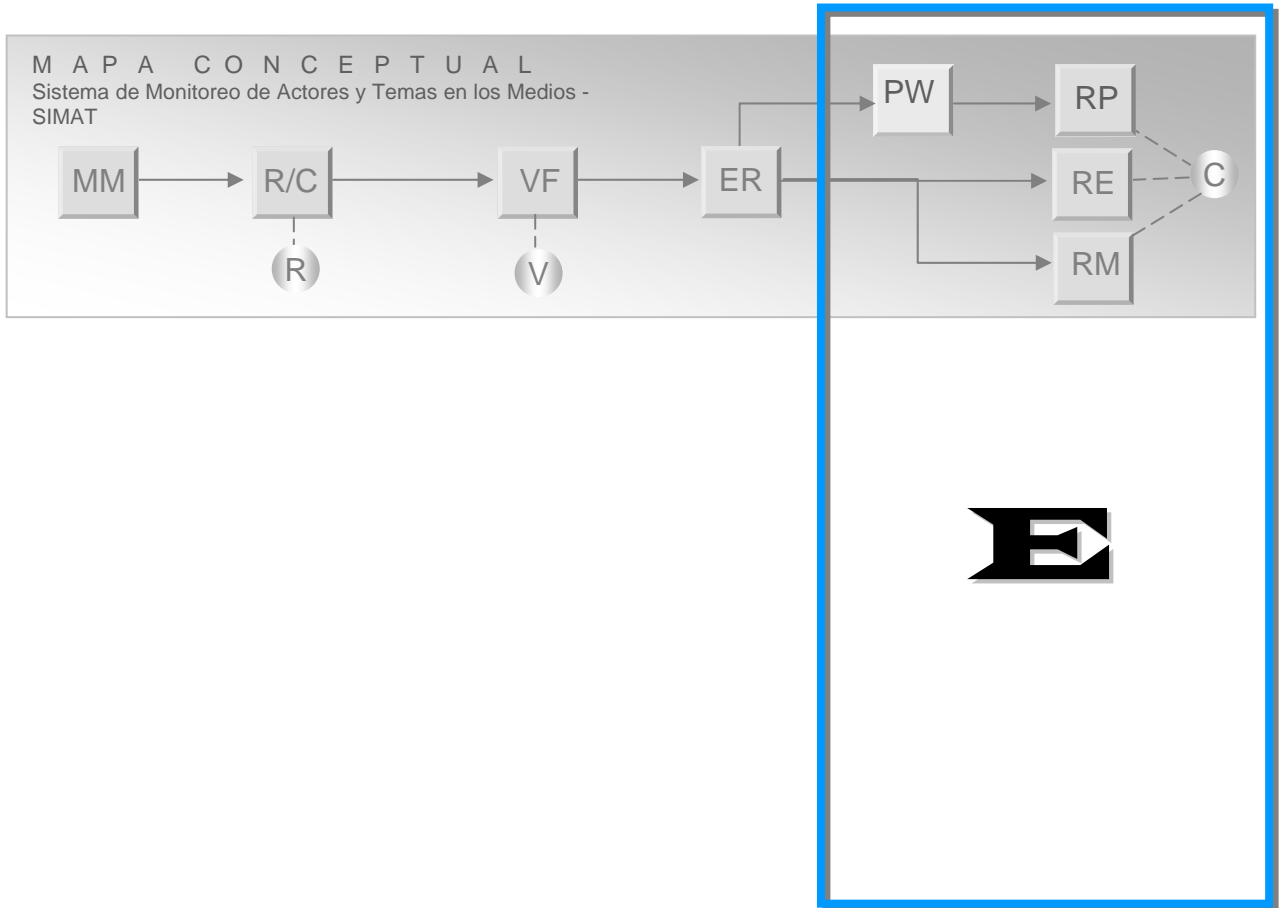 M A P A C O N C E P T U A L
Sistema de Monitoreo de Actores y Temas en los Medios -
SIMAT
PW
RP
MM
R/C
VF
ER
RE
C
R
V
RM
E